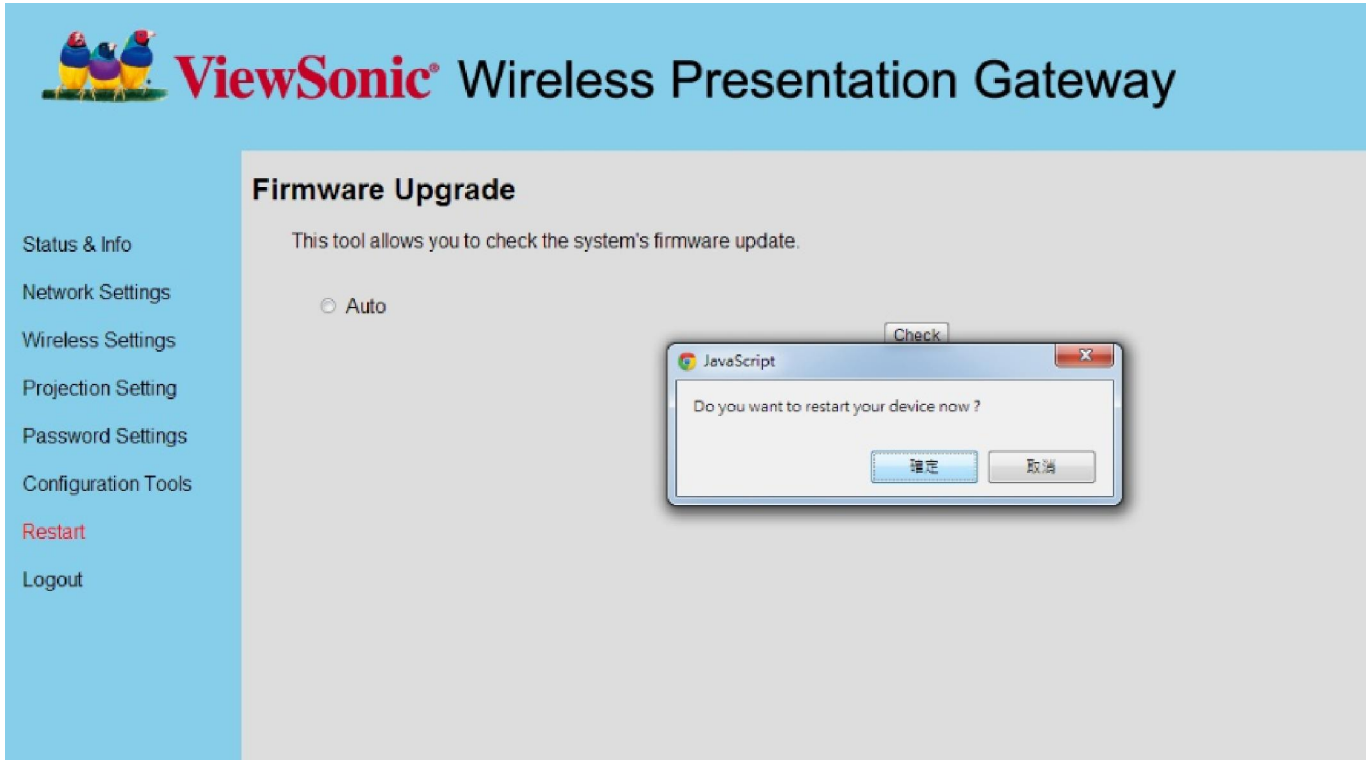 ViewSonic® Wireless Presentation Gateway
Firmware Upgrade
This tool allows you to check the system's firmware update.
Auto
Check
Status & Info
Network Settings
Wireless Settings
Projection Setting
Password Settings
Configuration Tools
Restart
Logout
JavaScript
Do you want to restart your device now ?
確定
取消